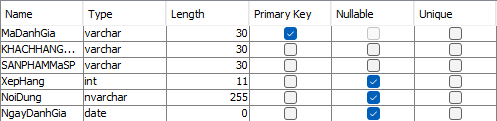 Name Type Length Primary Key Nullable Unique
MaDanhGia varchar 30
KHACHHANG... varchar 30
SANPHAMMaSP varchar 30
XepHang int 11
NoiDung nvarchar 255
NgayDanhGia date 0